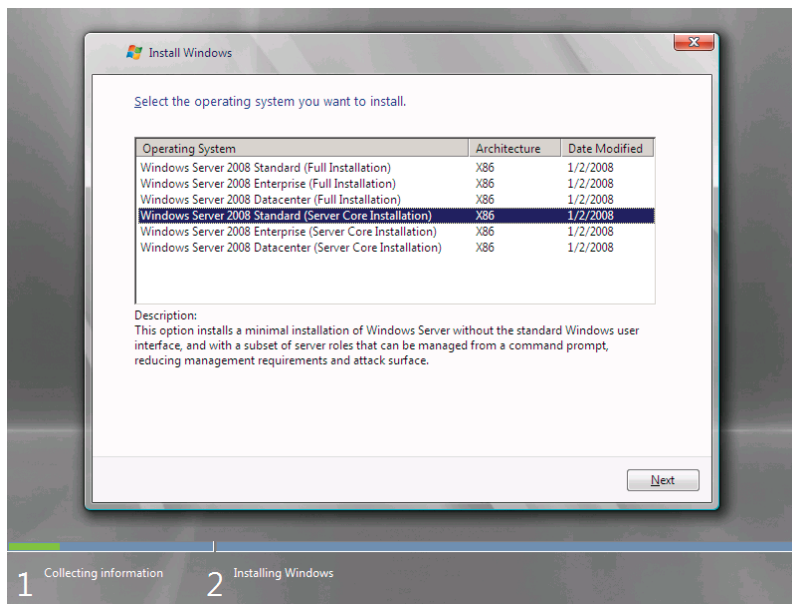 Install Windows
Select the operating system you want to install.
Operating System Architecture Date Modified
Windows Server 2008 Standard (Full Installation) X86 1/2/2008
Windows Server 2008 Enterprise (Full Installation) X86 1/2/2008
Windows Server 2008 Datacenter (Full Installation) X86 1/2/2008
Windows Server 2008 Standard (Server Core Installation) X86 1/2/2008
Windows Server 2008 Enterprise (Server Core Installation) X86 1/2/2008
Windows Server 2008 Datacenter (Server Core Installation) X86 1/2/2008
Description:
This option installs a minimal installation of Windows Server without the standard Windows user
interface, and with a subset of server roles that can be managed from a command prompt,
reducing management requirements and attack surface.
Next
1 Collecting information 2 Installing Windows